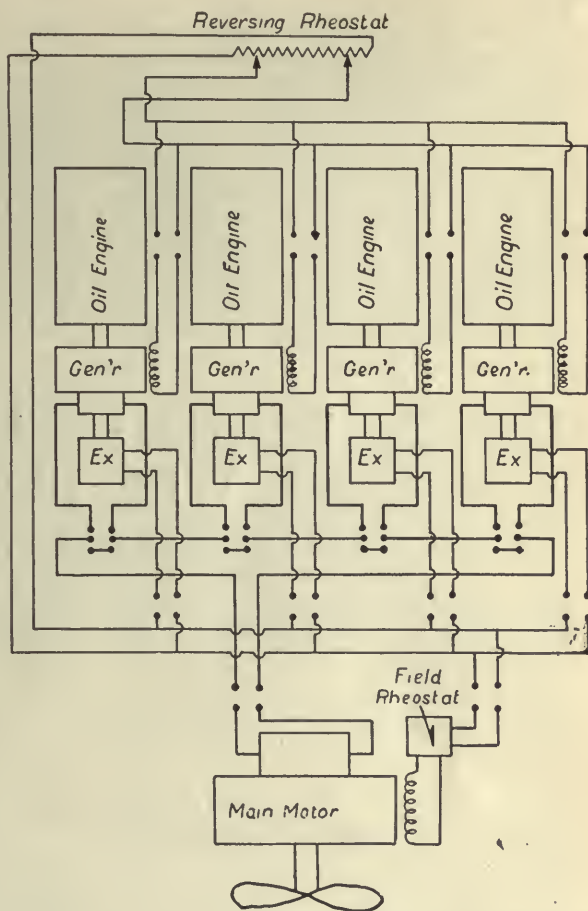 Reversing Rheostat
Oil Engine
Oil Engine
Oil Engine
Oil Engine
Gen'r
Gen'r
Gen'r
Gen'r.
Ex
Ex
Ex
Ex
Field
Rheostat
Main Motor